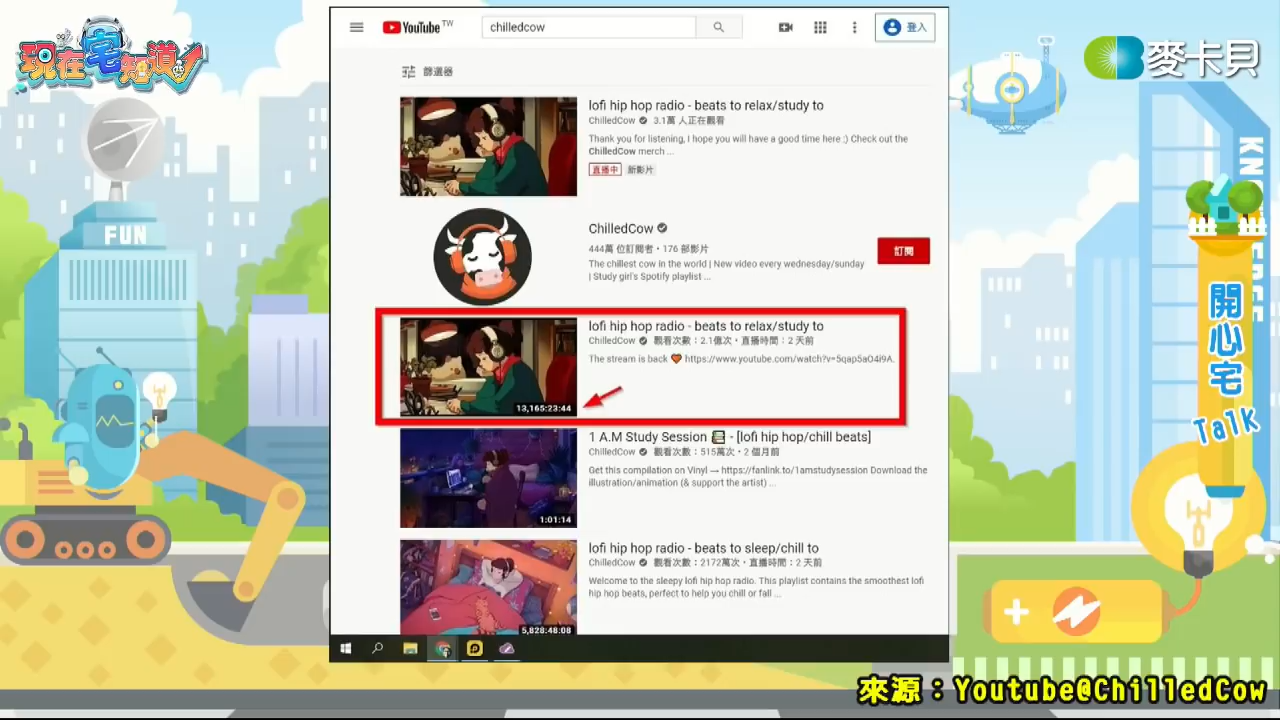 現在宅知道!
YouTube TW
chilledcow
登入
麥卡貝
篩選器
lofi hip hop radio - beats to relax/study to
ChilledCow 3.1萬 人正在觀看
Thank you for listening, I hope you will have a good time here :) Check out the
ChilledCow merch ...
直播中 新影片
ChilledCow
444萬 位訂閱者 • 176 部影片
The chillest cow in the world | New video every wednesday/sunday
| Study girl's Spotify playlist ...
訂閱
lofi hip hop radio - beats to relax/study to
ChilledCow 觀看次數：2.1億次 • 直播時間：2 天前
The stream is back 🧡 https://www.youtube.com/watch?v=5qap5aO4i9A.
13,165:23:44
1 A.M Study Session 📚 - [lofi hip hop/chill beats]
ChilledCow 觀看次數：515萬次 • 2 個月前
Get this compilation on Vinyl → https://fanlink.to/1amstudysession Download the
illustration/animation (& support the artist) ...
1:01:14
lofi hip hop radio - beats to sleep/chill to
ChilledCow 觀看次數：2172萬次 • 直播時間：2 天前
Welcome to the sleepy lofi hip hop radio. This playlist contains the smoothest lofi
hip hop beats, perfect to help you chill or fall ...
5,828:48:08
FUN
開心宅
Talk
來源：Youtube@ChilledCow